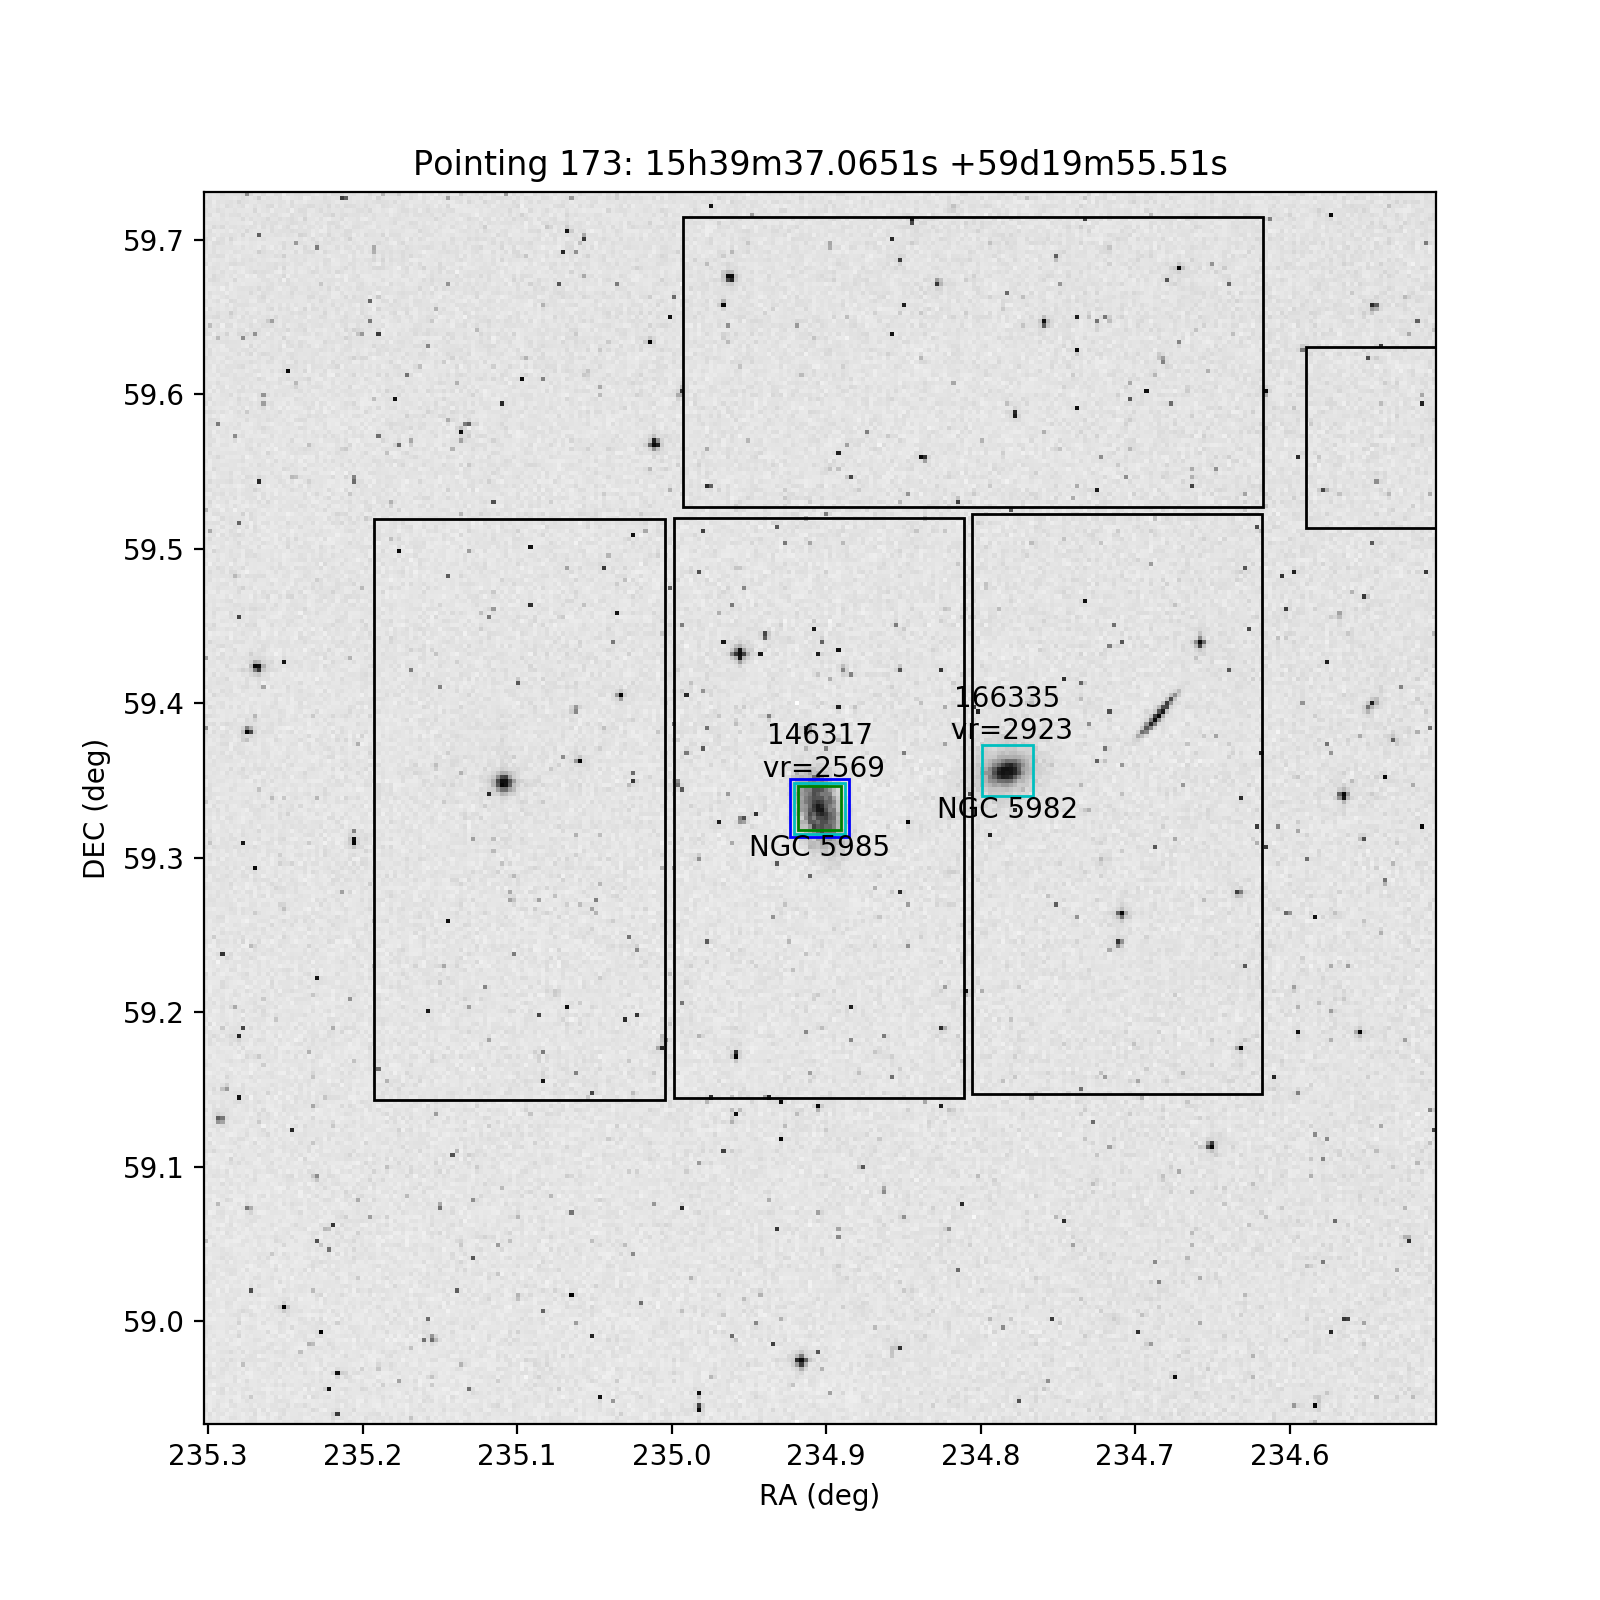 Pointing 173: 15h39m37.0651s +59d19m55.51s
59.7
59.6
59.5
59.4
59.3
59.2
59.1
59.0
DEC (deg)
166335
vr=2923
NGC 5982
146317
vr=2569
NGC 5985
235.3 235.2 235.1 235.0 234.9 234.8 234.7 234.6
RA (deg)